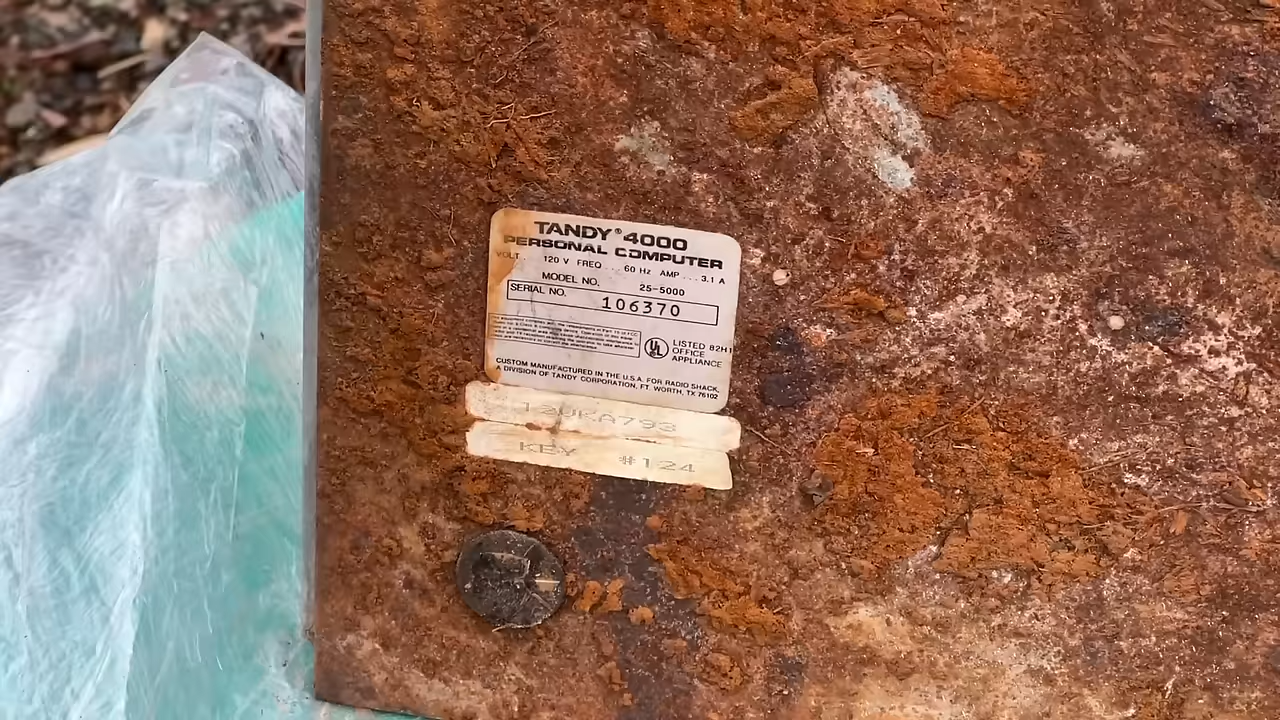 TANDY® 4000
PERSONAL COMPUTER
VOLT . 120 V FREQ . . 60 Hz AMP . . . 3.1 A
MODEL NO. 25-5000
SERIAL NO. 106370
UL
LISTED 82H1
OFFICE
APPLIANCE
CUSTOM MANUFACTURED IN THE U.S.A. FOR RADIO SHACK,
A DIVISION OF TANDY CORPORATION, FT. WORTH, TX 76102
12UKA793
KEY #124